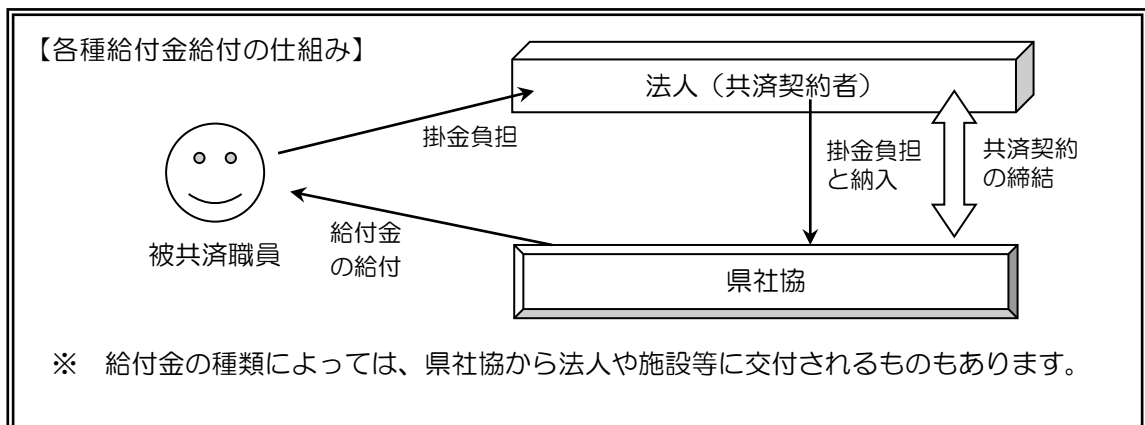 【各種給付金給付の仕組み】
法人（共済契約者）
掛金負担
掛金負担
と納入
共済契約
の締結
被共済職員
給付金
の給付
県社協
※　給付金の種類によっては、県社協から法人や施設等に交付されるものもあります。